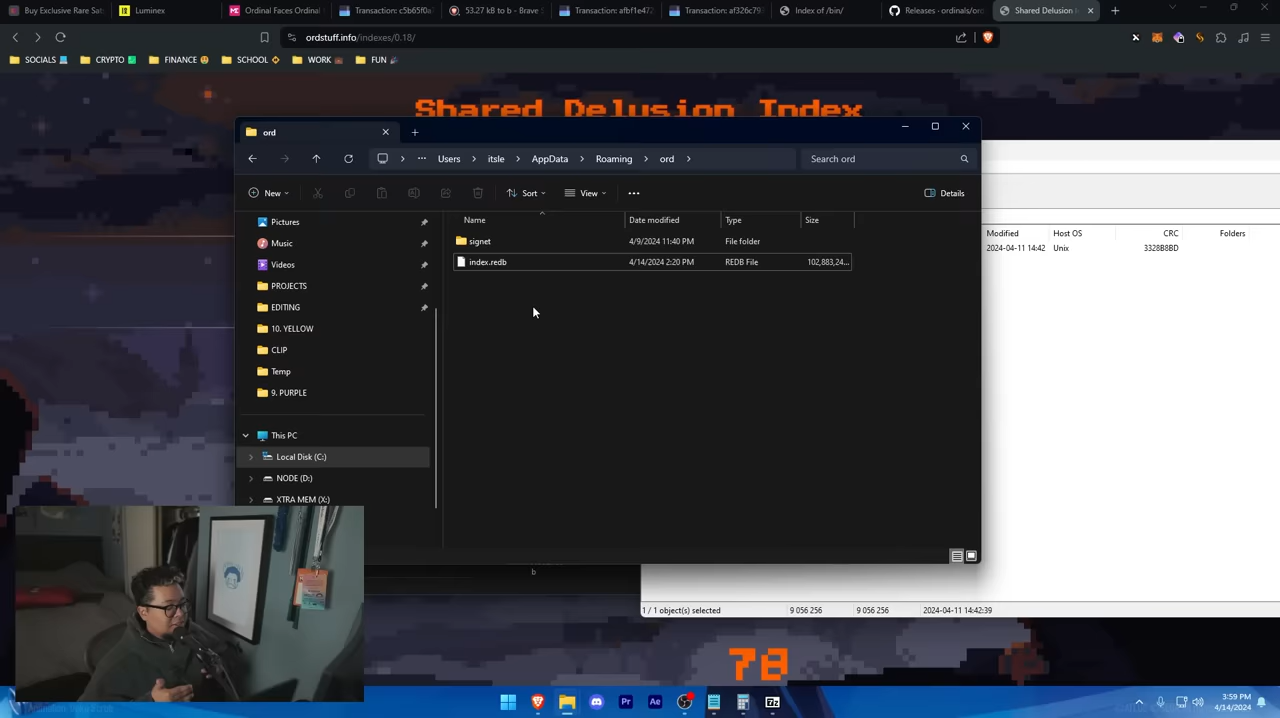 Buy Exclusive Rare Sat
Luminex
Ordinal Faces Ordinal
Transaction: c5b65f0a
53.27 kB to b - Brave S
Transaction: afbf1e472
Transaction: af326c791
Index of /bin/
Releases · ordinals/ord
Shared Delusion I
ordstuff.info/indexes/0.18/
SOCIALS
CRYPTO
FINANCE
SCHOOL
WORK
FUN
Shared Delusion Index
ord
Users
itsle
AppData
Roaming
ord
Search ord
New
Sort
View
Details
Pictures
Music
Videos
PROJECTS
EDITING
10. YELLOW
CLIP
Temp
9. PURPLE
This PC
Local Disk (C:)
NODE (D:)
XTRA MEM (X:)
Name
Date modified
Type
Size
signet
4/9/2024 11:40 PM
File folder
index.redb
4/14/2024 2:20 PM
REDB File
102,883,24...
Modified
Host OS
CRC
Folders
2024-04-11 14:42
Unix
3328B8BD
b
1 / 1 object(s) selected
9 056 256
9 056 256
2024-04-11 14:42:39
78
3:59 PM
4/14/2024